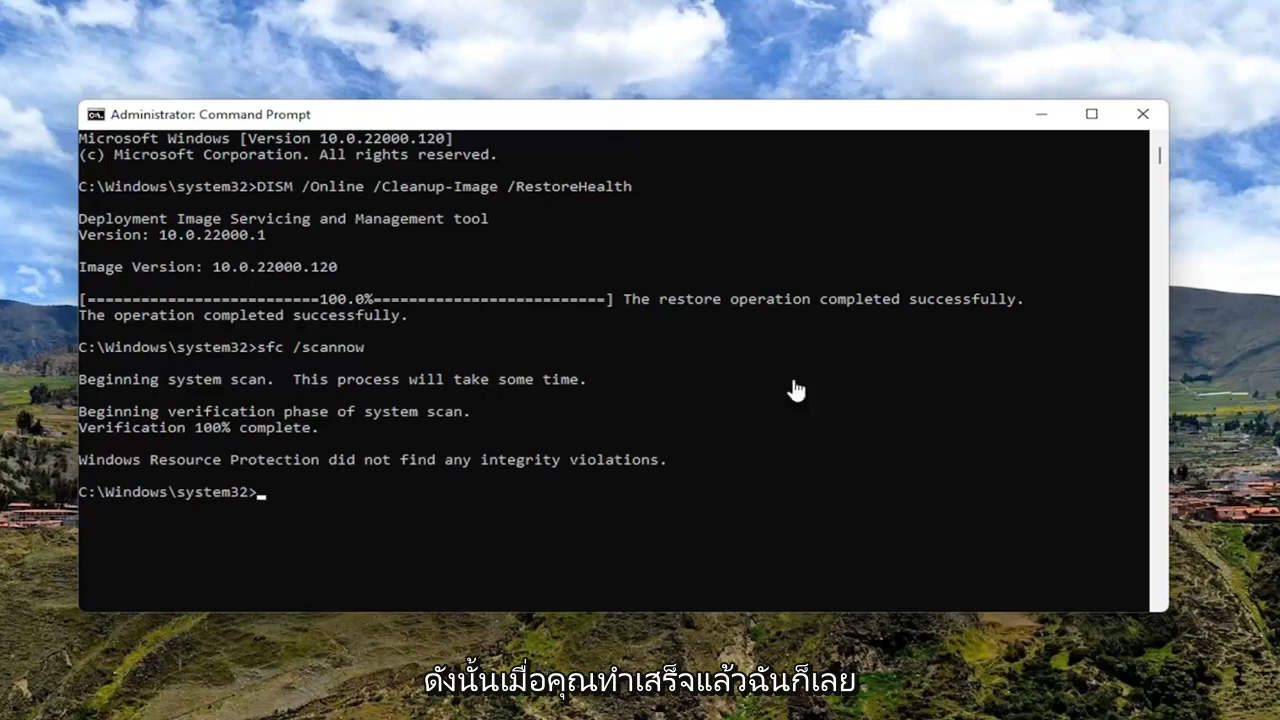 Administrator: Command Prompt
Microsoft Windows [Version 10.0.22000.120]
(c) Microsoft Corporation. All rights reserved.
C:\Windows\system32>DISM /Online /Cleanup-Image /RestoreHealth
Deployment Image Servicing and Management tool
Version: 10.0.22000.1
Image Version: 10.0.22000.120
[==========================100.0%==========================] The restore operation completed successfully.
The operation completed successfully.
C:\Windows\system32>sfc /scannow
Beginning system scan.  This process will take some time.
Beginning verification phase of system scan.
Verification 100% complete.
Windows Resource Protection did not find any integrity violations.
C:\Windows\system32>
ดังนั้นเมื่อคุณทำเสร็จแล้วฉันก็เลย